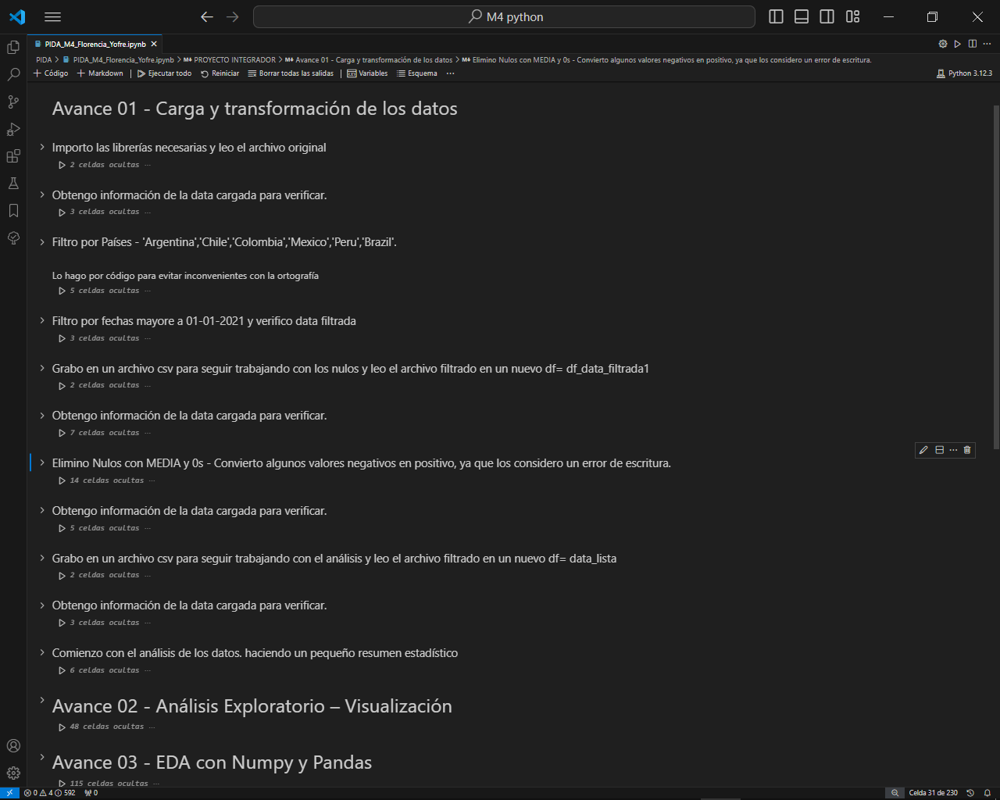 M4 python
PIDA_M4_Florencia_Yofre.ipynb
PIDA > PIDA_M4_Florencia_Yofre.ipynb > M↓ PROYECTO INTEGRADOR > M↓ Avance 01 - Carga y transformación de los datos > M↓ Elimino Nulos con MEDIA y 0s - Convierto algunos valores negativos en positivo, ya que los considero un error de escritura.
+ Código + Markdown | Ejecutar todo Reiniciar Borrar todas las salidas | Variables Esquema ··· Python 3.12.3
Avance 01 - Carga y transformación de los datos
Importo las librerías necesarias y leo el archivo original
2 celdas ocultas ···
Obtengo información de la data cargada para verificar.
3 celdas ocultas ···
Filtro por Países - 'Argentina','Chile','Colombia','Mexico','Peru','Brazil'.
Lo hago por código para evitar inconvenientes con la ortografía
5 celdas ocultas ···
Filtro por fechas mayore a 01-01-2021 y verifico data filtrada
3 celdas ocultas ···
Grabo en un archivo csv para seguir trabajando con los nulos y leo el archivo filtrado en un nuevo df= df_data_filtrada1
2 celdas ocultas ···
Obtengo información de la data cargada para verificar.
7 celdas ocultas ···
Elimino Nulos con MEDIA y 0s - Convierto algunos valores negativos en positivo, ya que los considero un error de escritura.
14 celdas ocultas ···
Obtengo información de la data cargada para verificar.
5 celdas ocultas ···
Grabo en un archivo csv para seguir trabajando con el análisis y leo el archivo filtrado en un nuevo df= data_lista
2 celdas ocultas ···
Obtengo información de la data cargada para verificar.
3 celdas ocultas ···
Comienzo con el análisis de los datos. haciendo un pequeño resumen estadístico
6 celdas ocultas ···
Avance 02 - Análisis Exploratorio – Visualización
48 celdas ocultas ···
Avance 03 - EDA con Numpy y Pandas
115 celdas ocultas ···
0 4 592 0 Celda 31 de 230